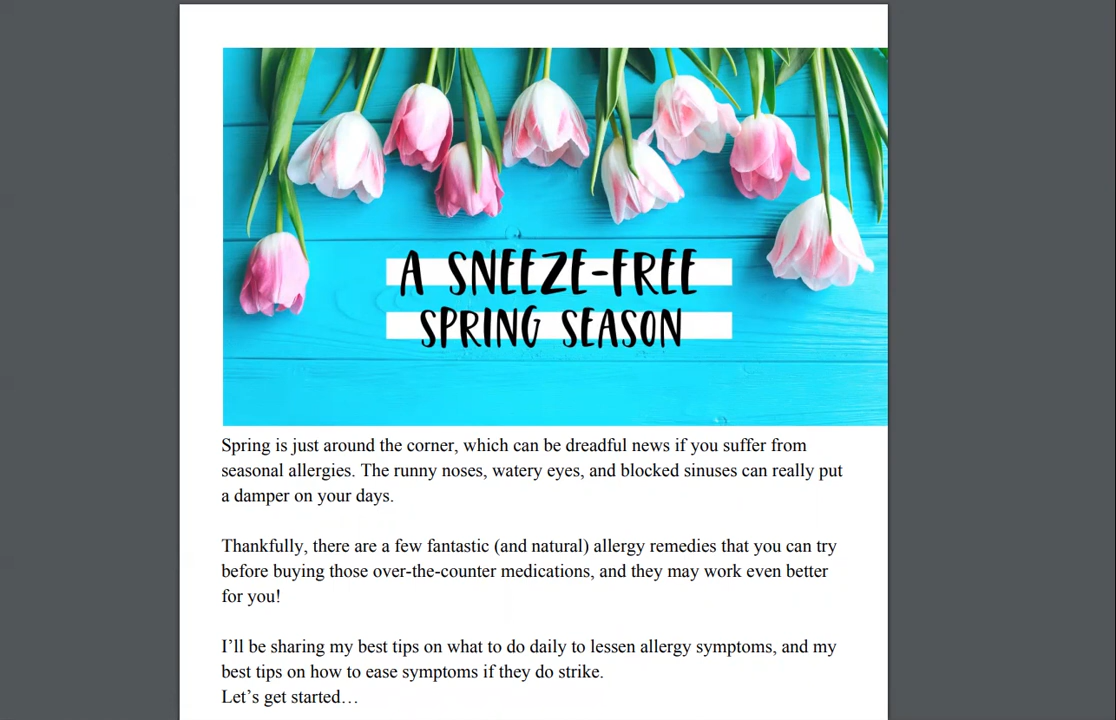 A SNEEZE-FREE
SPRING SEASON
Spring is just around the corner, which can be dreadful news if you suffer from
seasonal allergies. The runny noses, watery eyes, and blocked sinuses can really put
a damper on your days.
Thankfully, there are a few fantastic (and natural) allergy remedies that you can try
before buying those over-the-counter medications, and they may work even better
for you!
I’ll be sharing my best tips on what to do daily to lessen allergy symptoms, and my
best tips on how to ease symptoms if they do strike.
Let’s get started…